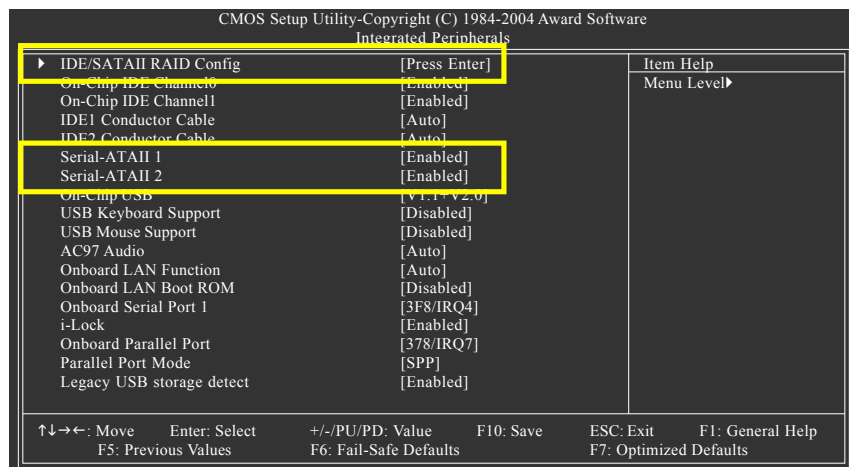 CMOS Setup Utility-Copyright (C) 1984-2004 Award Software
Integrated Peripherals
IDE/SATAII RAID Config [Press Enter] Item Help
On-Chip IDE Channel0 [Enabled] Menu Level
On-Chip IDE Channel1 [Enabled]
IDE1 Conductor Cable [Auto]
IDE2 Conductor Cable [Auto]
Serial-ATAII 1 [Enabled]
Serial-ATAII 2 [Enabled]
On-Chip USB [V1.1+V2.0]
USB Keyboard Support [Disabled]
USB Mouse Support [Disabled]
AC97 Audio [Auto]
Onboard LAN Function [Auto]
Onboard LAN Boot ROM [Disabled]
Onboard Serial Port 1 [3F8/IRQ4]
i-Lock [Enabled]
Onboard Parallel Port [378/IRQ7]
Parallel Port Mode [SPP]
Legacy USB storage detect [Enabled]
↑↓→←: Move Enter: Select +/-/PU/PD: Value F10: Save ESC: Exit F1: General Help
F5: Previous Values F6: Fail-Safe Defaults F7: Optimized Defaults